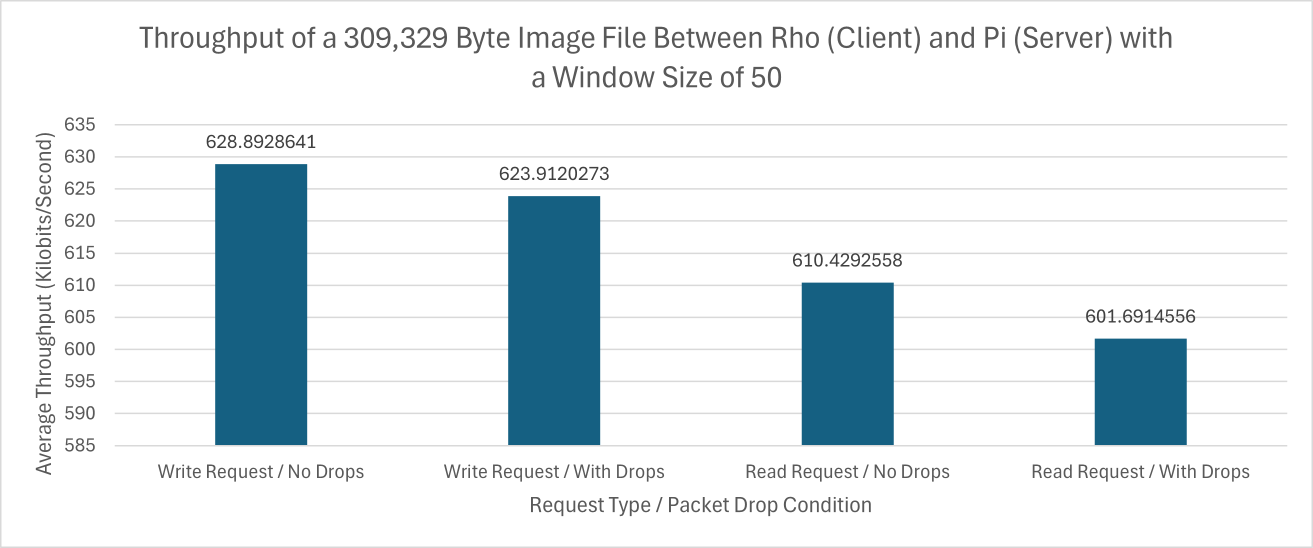 Throughput of a 309,329 Byte Image File Between Rho (Client) and Pi (Server) with
a Window Size of 50
Average Throughput (Kilobits/Second)
635
630
625
620
615
610
605
600
595
590
585
628.8928641
623.9120273
610.4292558
601.6914556
Write Request / No Drops
Write Request / With Drops
Read Request / No Drops
Read Request / With Drops
Request Type / Packet Drop Condition